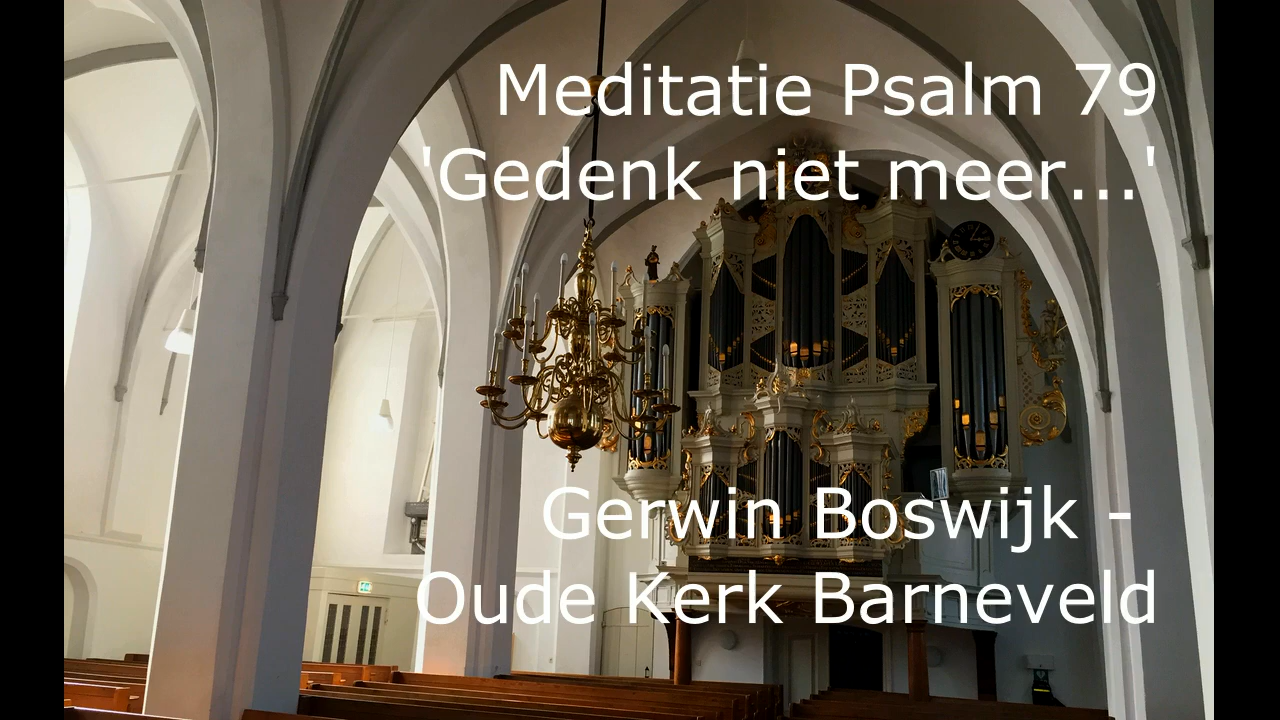 Meditatie Psalm 79
'Gedenk niet meer...'
Gerwin Boswijk -
Oude Kerk Barneveld